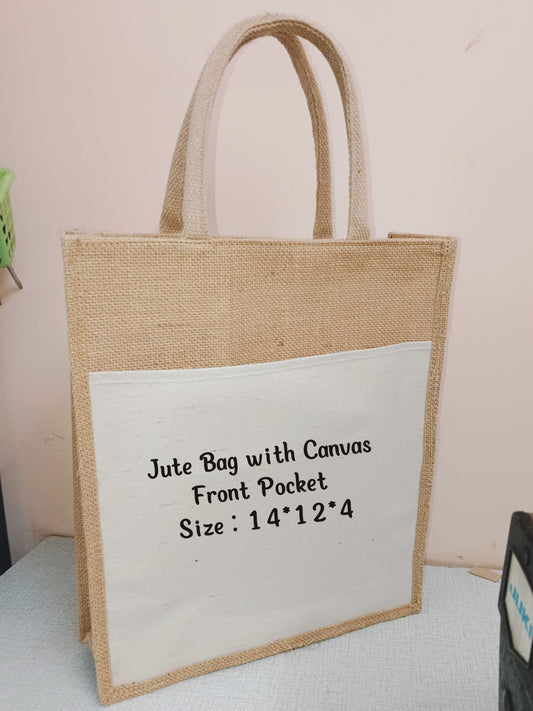 Jute Bag with Canvas
Front Pocket
Size : 14*12*4